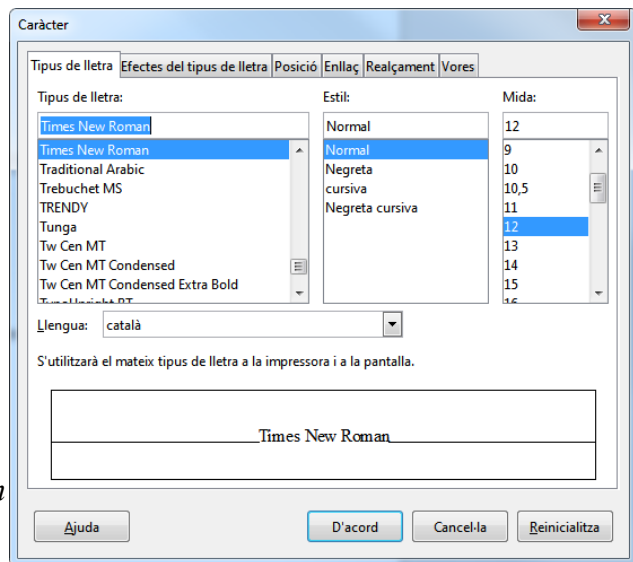 Caràcter
Tipus de lletra Efectes del tipus de lletra Posició Enllaç Realçament Vores
Tipus de lletra: Estil: Mida:
Times New Roman Normal 12
Times New Roman Normal 9
Traditional Arabic Negreta 10
Trebuchet MS cursiva 10,5
TRENDY Negreta cursiva 11
Tunga 12
Tw Cen MT 13
Tw Cen MT Condensed 14
Tw Cen MT Condensed Extra Bold 15
Llengua: català
S'utilitzarà el mateix tipus de lletra a la impressora i a la pantalla.
Times New Roman
Ajuda D'acord Cancel·la Reinicialitza